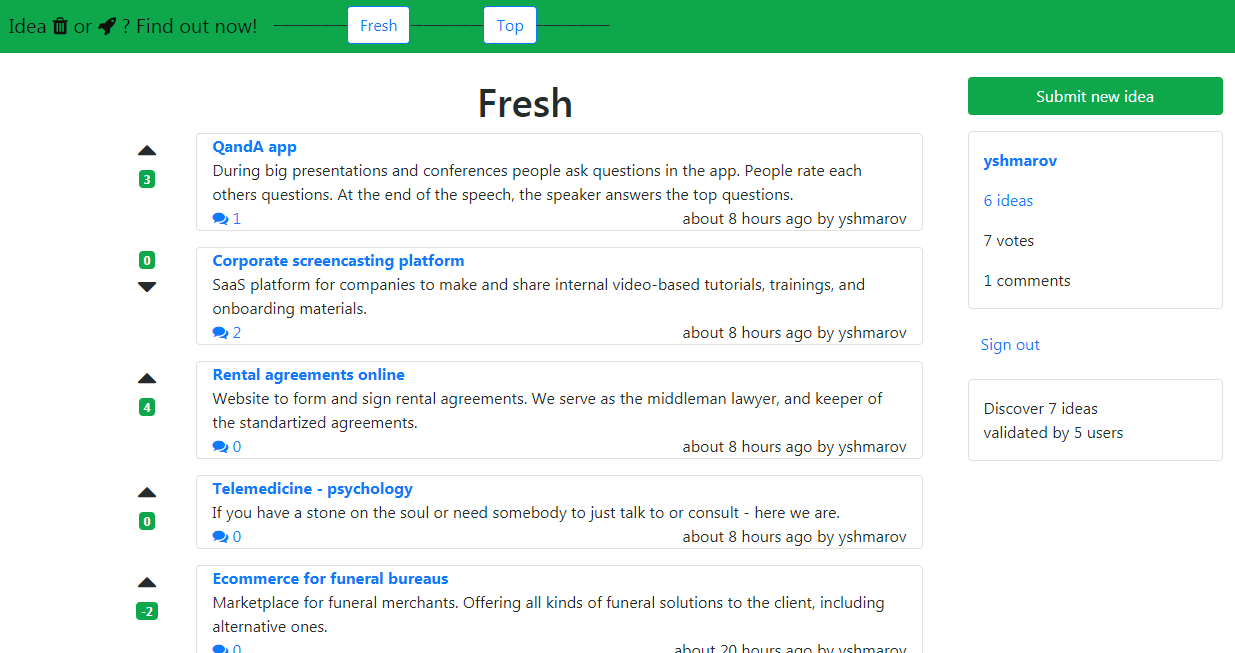 Idea or ? Find out now!
Fresh
Top
Fresh
3
QandA app
During big presentations and conferences people ask questions in the app. People rate each
others questions. At the end of the speech, the speaker answers the top questions.
1 about 8 hours ago by yshmarov
0
Corporate screencasting platform
SaaS platform for companies to make and share internal video-based tutorials, trainings, and
onboarding materials.
2 about 8 hours ago by yshmarov
4
Rental agreements online
Website to form and sign rental agreements. We serve as the middleman lawyer, and keeper of
the standartized agreements.
0 about 8 hours ago by yshmarov
0
Telemedicine - psychology
If you have a stone on the soul or need somebody to just talk to or consult - here we are.
0 about 8 hours ago by yshmarov
-2
Ecommerce for funeral bureaus
Marketplace for funeral merchants. Offering all kinds of funeral solutions to the client, including
alternative ones.
0 about 20 hours ago by yshmarov
Submit new idea
yshmarov
6 ideas
7 votes
1 comments
Sign out
Discover 7 ideas
validated by 5 users